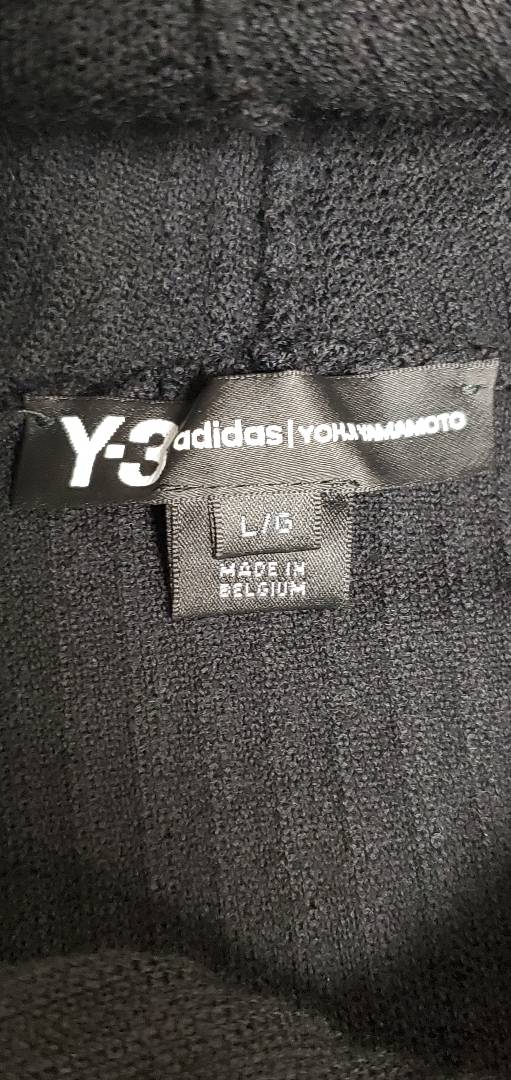 Y-3 adidas | YOHJI YAMAMOTO
L/G
MADE IN
BELGIUM